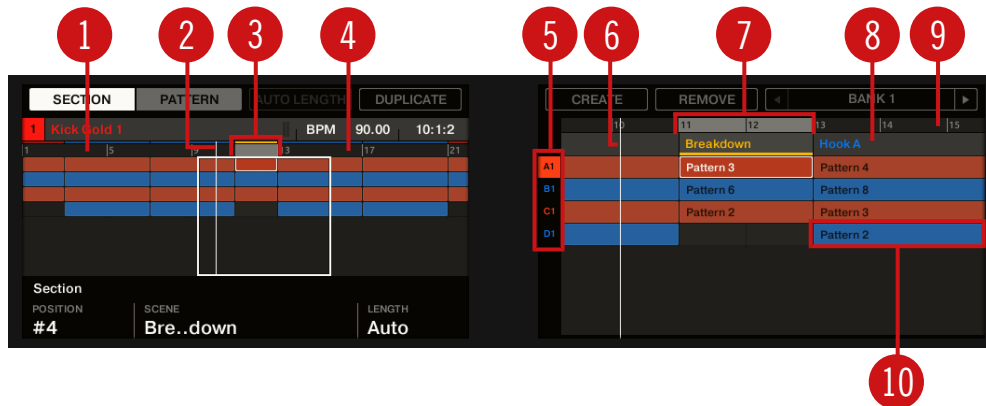 1 2 3 4 5 6 7 8 9
SECTION PATTERN AUTO LENGTH DUPLICATE
1 Kick Gold 1 BPM 90.00 10:1:2
1 5 9 13 17 21
Section
POSITION SCENE LENGTH
#4 Bre..down Auto
CREATE REMOVE BANK 1
10 11 12 13 14 15
Breakdown Hook A
A1 Pattern 3 Pattern 4
B1 Pattern 6 Pattern 8
C1 Pattern 2 Pattern 3
D1 Pattern 2
10